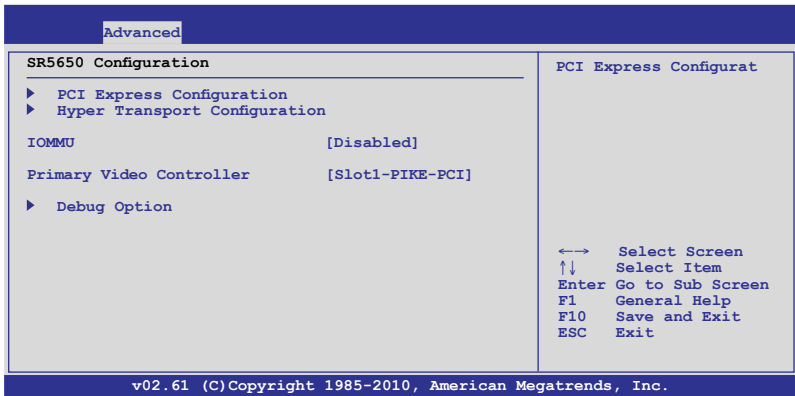 Advanced
SR5650 Configuration
PCI Express Configuration
Hyper Transport Configuration
IOMMU [Disabled]
Primary Video Controller [Slot1-PIKE-PCI]
Debug Option
PCI Express Configurat
←→ Select Screen
↑↓ Select Item
Enter Go to Sub Screen
F1 General Help
F10 Save and Exit
ESC Exit
v02.61 (C)Copyright 1985-2010, American Megatrends, Inc.